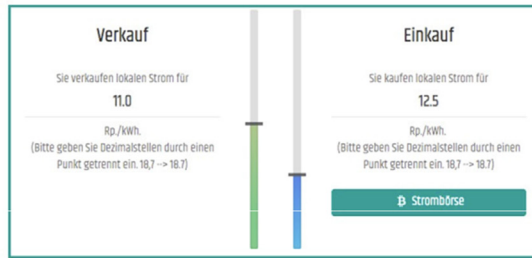 Verkauf
Sie verkaufen lokalen Strom für
11.0
Rp./kWh.
(Bitte geben Sie Dezimalstellen durch einen
Punkt getrennt ein. 18,7 --> 18.7)
Einkauf
Sie kaufen lokalen Strom für
12.5
Rp./kWh.
(Bitte geben Sie Dezimalstellen durch einen
Punkt getrennt ein. 18,7 --> 18.7)
₿ Strombörse